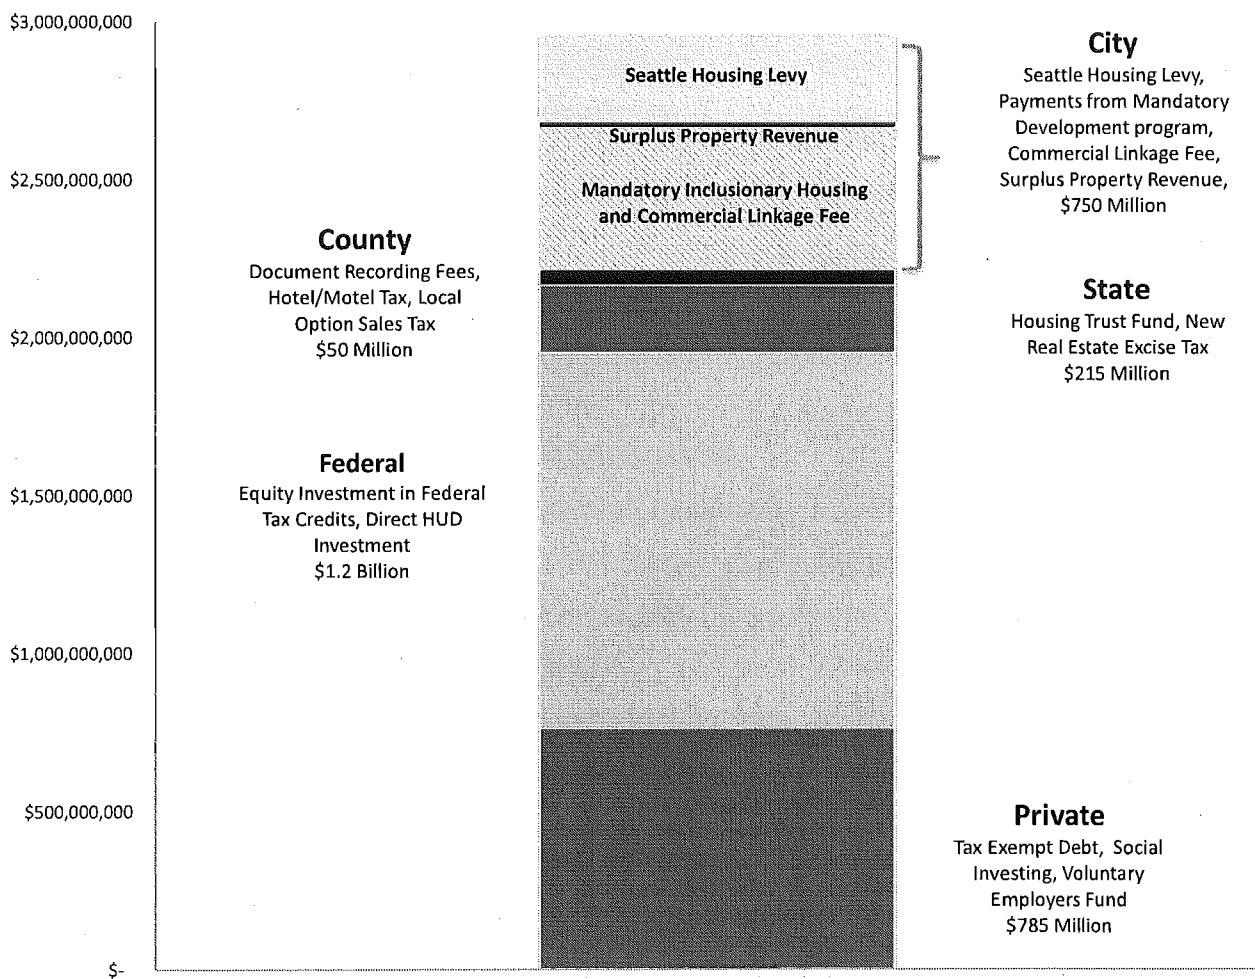 $3,000,000,000
$2,500,000,000
$2,000,000,000
$1,500,000,000
$1,000,000,000
$500,000,000
$-
Seattle Housing Levy
Surplus Property Revenue
Mandatory Inclusionary Housing
and Commercial Linkage Fee
City
Seattle Housing Levy,
Payments from Mandatory
Development program,
Commercial Linkage Fee,
Surplus Property Revenue,
$750 Million
County
Document Recording Fees,
Hotel/Motel Tax, Local
Option Sales Tax
$50 Million
State
Housing Trust Fund, New
Real Estate Excise Tax
$215 Million
Federal
Equity Investment in Federal
Tax Credits, Direct HUD
Investment
$1.2 Billion
Private
Tax Exempt Debt, Social
Investing, Voluntary
Employers Fund
$785 Million